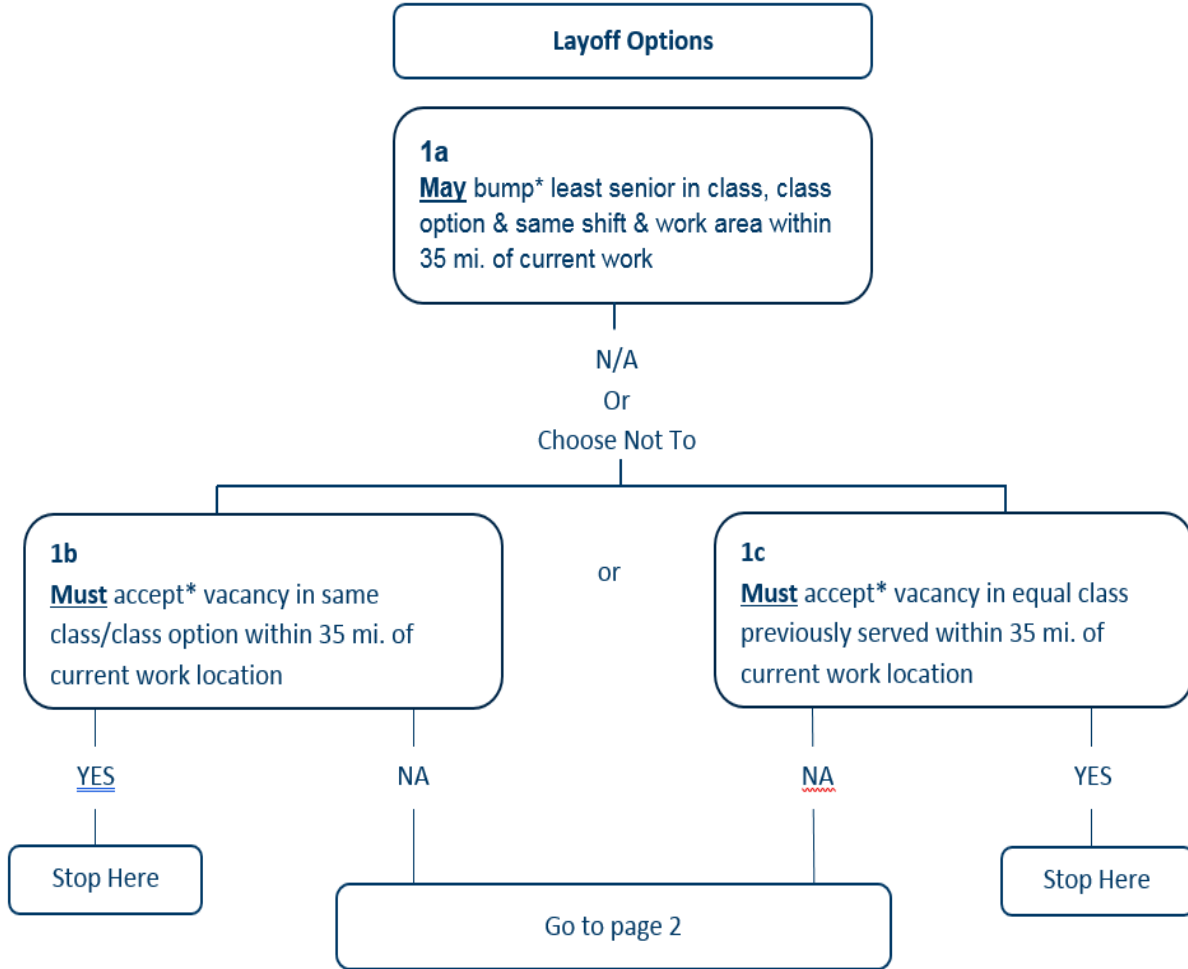 Layoff Options
1a
May bump* least senior in class, class
option & same shift & work area within
35 mi. of current work
N/A
Or
Choose Not To
1b
Must accept* vacancy in same
class/class option within 35 mi. of
current work location
or
1c
Must accept* vacancy in equal class
previously served within 35 mi. of
current work location
YES
NA
NA
YES
Stop Here
Go to page 2
Stop Here